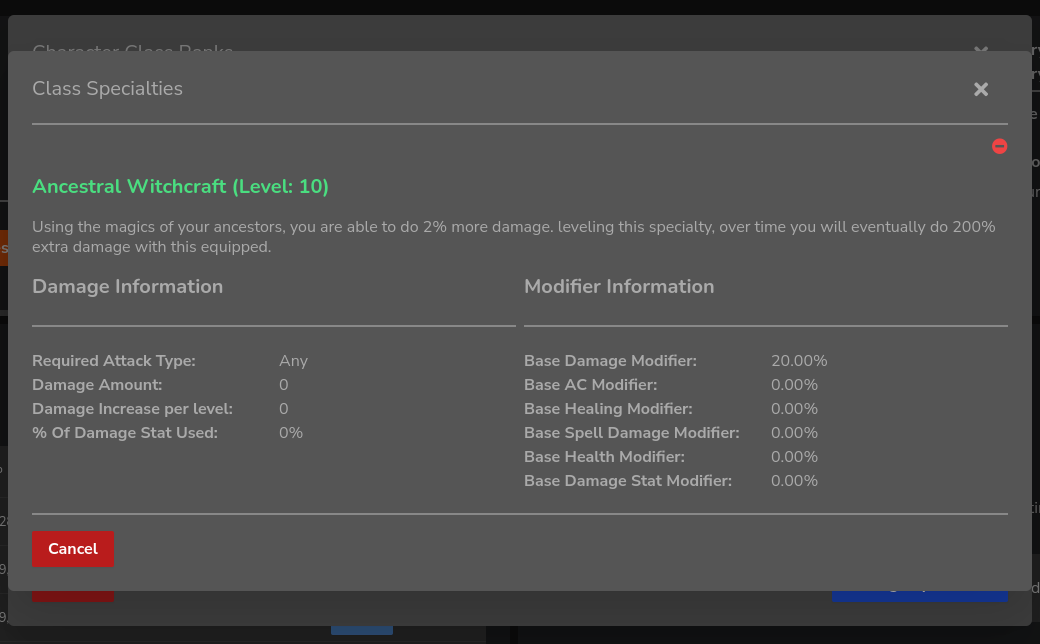 Character Class Ranks
Class Specialties
Ancestral Witchcraft (Level: 10)
Using the magics of your ancestors, you are able to do 2% more damage. leveling this specialty, over time you will eventually do 200%
extra damage with this equipped.
Damage Information
Modifier Information
Required Attack Type: Any
Damage Amount: 0
Damage Increase per level: 0
% Of Damage Stat Used: 0%
Base Damage Modifier: 20.00%
Base AC Modifier: 0.00%
Base Healing Modifier: 0.00%
Base Spell Damage Modifier: 0.00%
Base Health Modifier: 0.00%
Base Damage Stat Modifier: 0.00%
Cancel